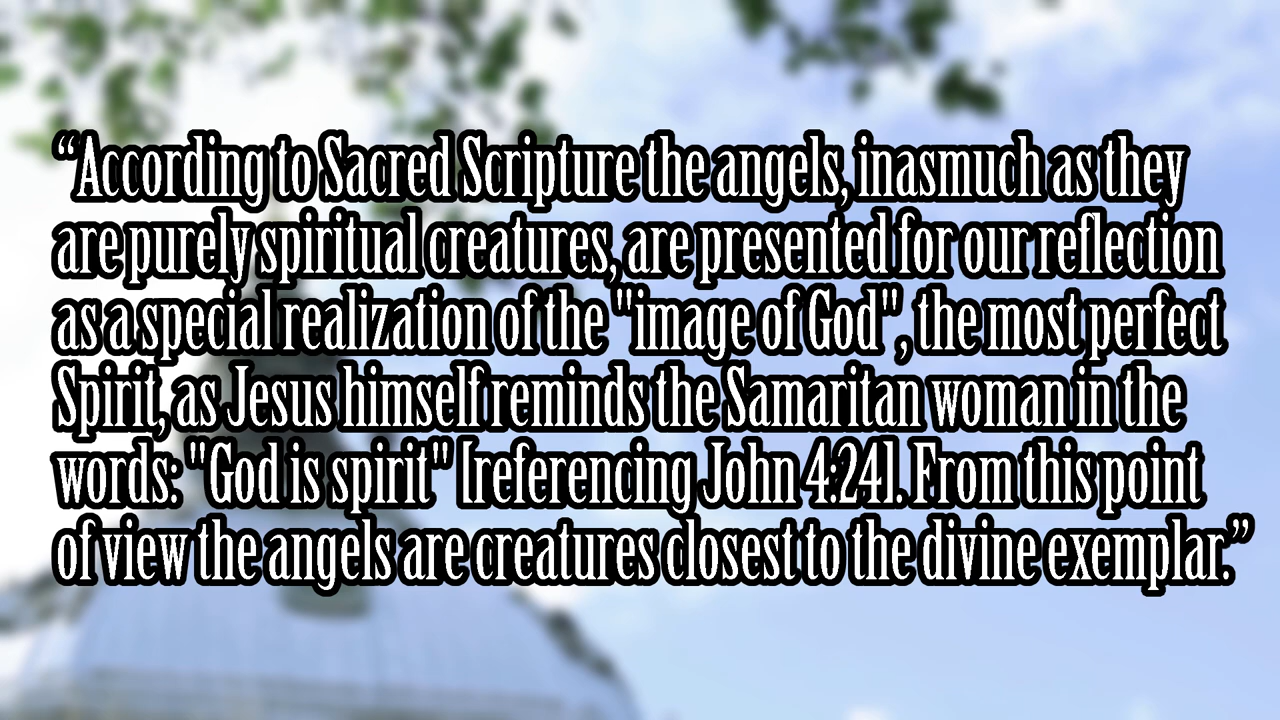 “According to Sacred Scripture the angels, inasmuch as they
are purely spiritual creatures, are presented for our reflection
as a special realization of the "image of God", the most perfect
Spirit, as Jesus himself reminds the Samaritan woman in the
words: "God is spirit" [referencing John 4:24]. From this point
of view the angels are creatures closest to the divine exemplar.”